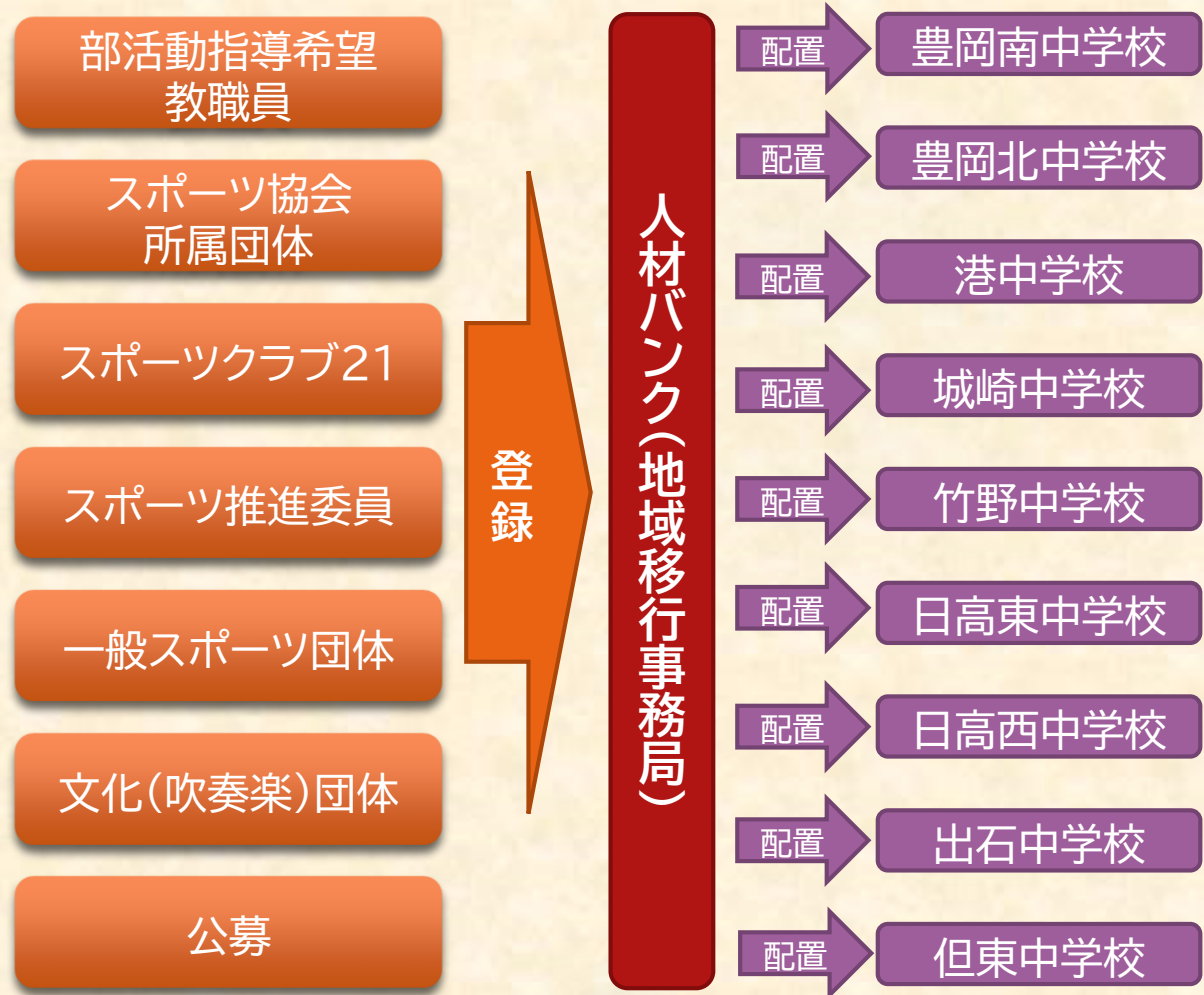 部活動指導希望
教職員
スポーツ協会
所属団体
スポーツクラブ21
スポーツ推進委員
一般スポーツ団体
文化(吹奏楽)団体
公募
登録
人材バンク(地域移行事務局)
配置
豊岡南中学校
配置
豊岡北中学校
配置
港中学校
配置
城崎中学校
配置
竹野中学校
配置
日高東中学校
配置
日高西中学校
配置
出石中学校
配置
但東中学校